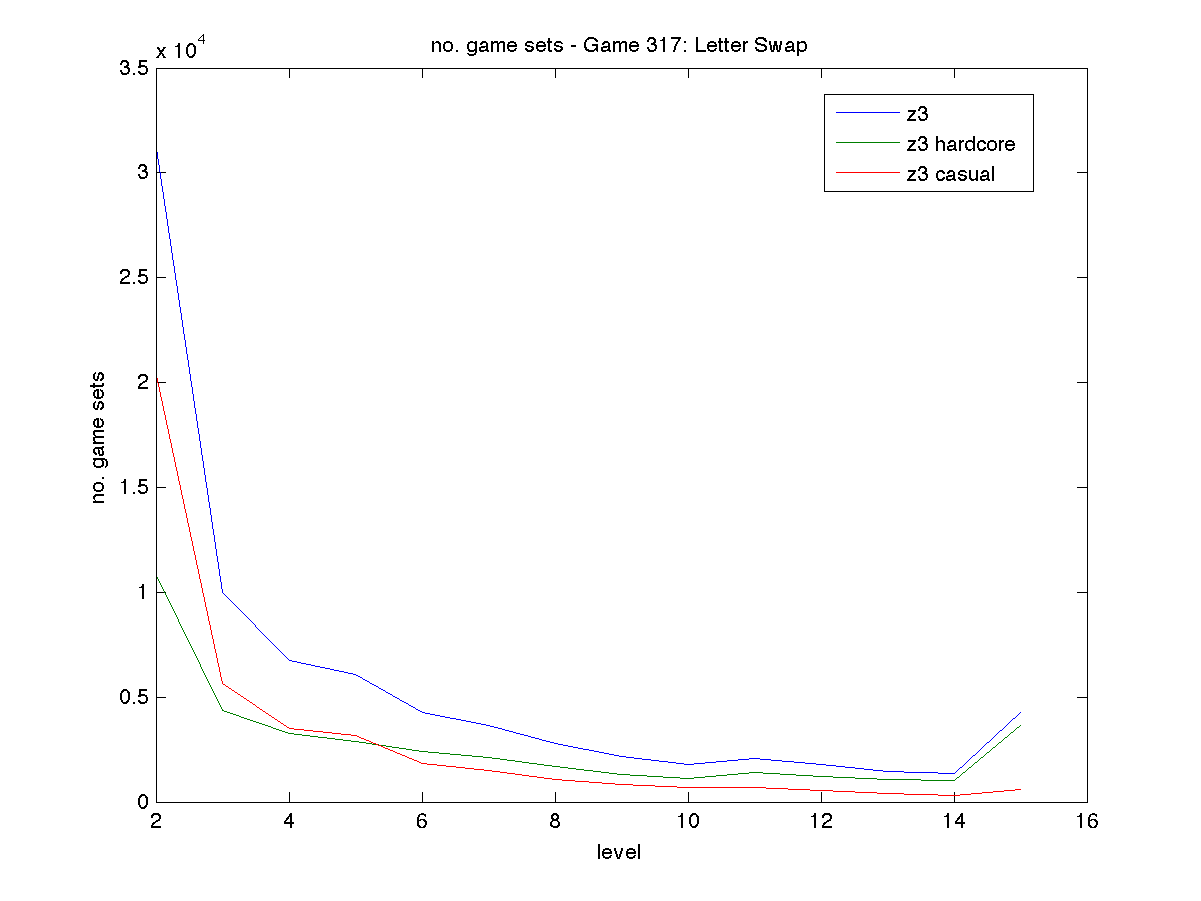 no. game sets - Game 317: Letter Swap
x 10^4
3.5
3
2.5
2
1.5
1
0.5
0
no. game sets
z3
z3 hardcore
z3 casual
2 4 6 8 10 12 14 16
level